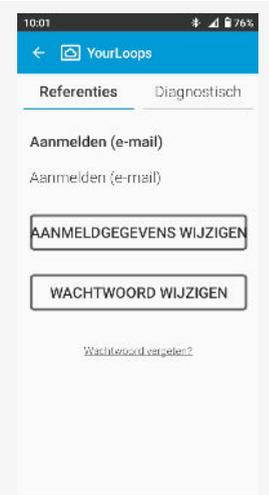 10:01 76%
YourLoops
Referenties Diagnostisch
Aanmelden (e-mail)
Aanmelden (e-mail)
AANMELDGEGEVENS WIJZIGEN
WACHTWOORD WIJZIGEN
Wachtwoord vergeten?